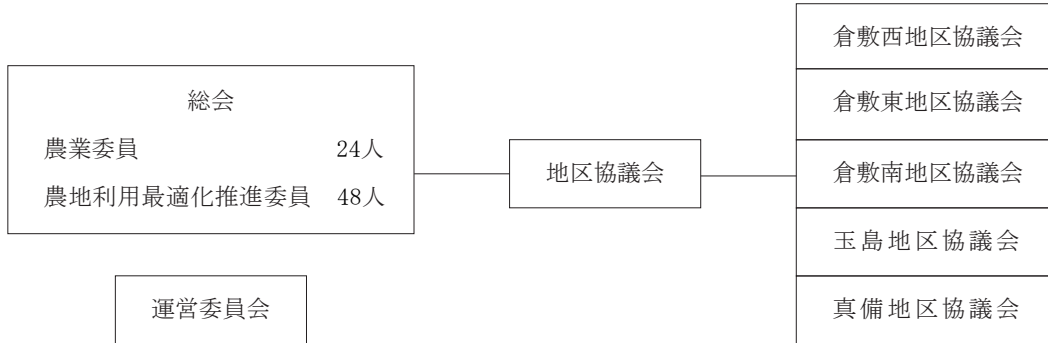 総会
農業委員 24人
農地利用最適化推進委員 48人
運営委員会
地区協議会
倉敷西地区協議会
倉敷東地区協議会
倉敷南地区協議会
玉島地区協議会
真備地区協議会